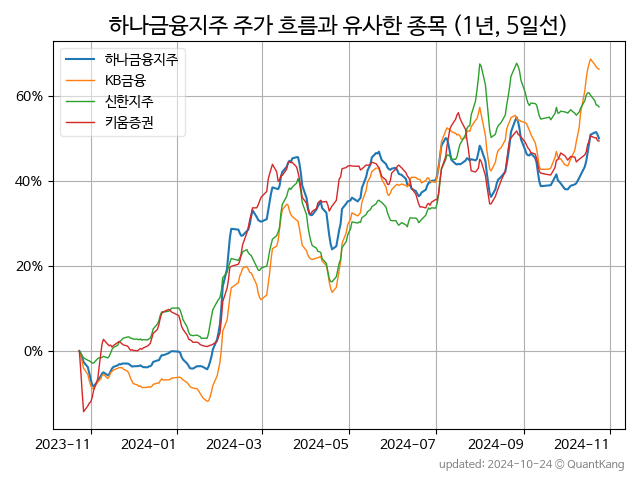 하나금융지주 주가 흐름과 유사한 종목 (1년, 5일선)
하나금융지주
KB금융
신한지주
키움증권
60%
40%
20%
0%
2023-11 2024-01 2024-03 2024-05 2024-07 2024-09 2024-11
updated: 2024-10-24 © QuantKang